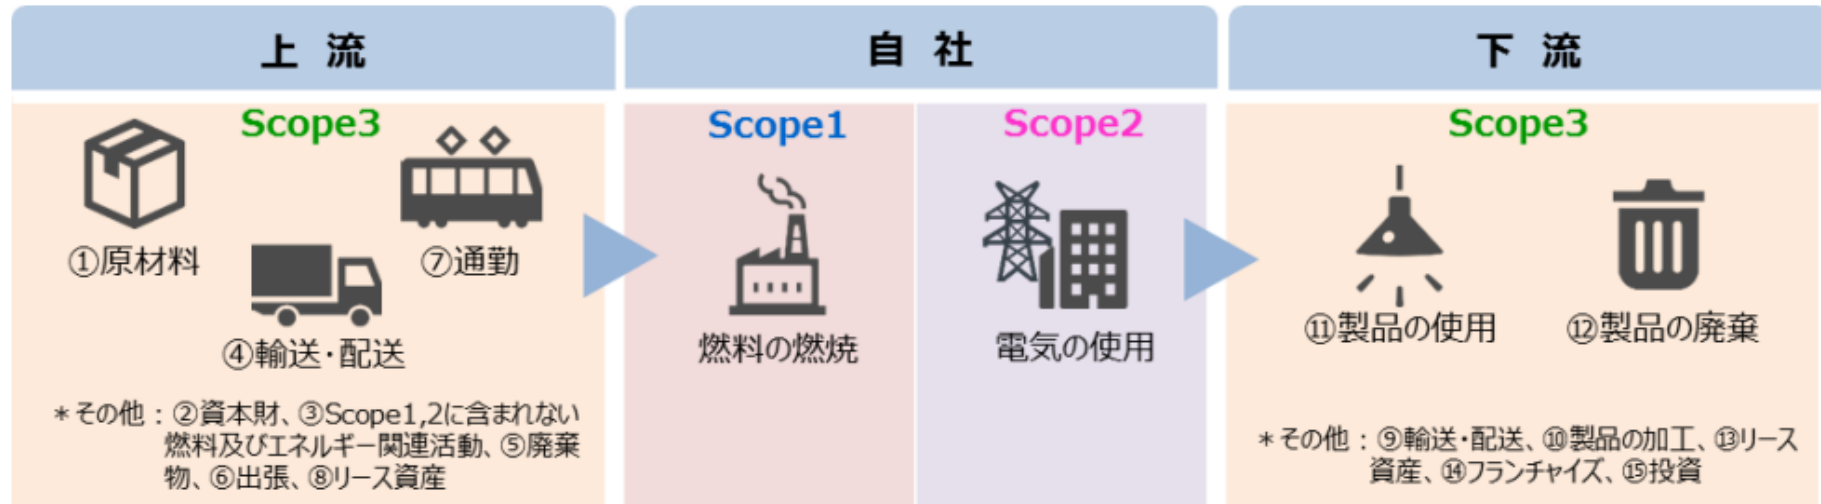 上 流
Scope3
①原材料
⑦通勤
④輸送・配送
＊その他：②資本財、③Scope1,2に含まれない
燃料及びエネルギー関連活動、⑤廃棄
物、⑥出張、⑧リース資産
自 社
Scope1
燃料の燃焼
Scope2
電気の使用
下 流
Scope3
⑪製品の使用
⑫製品の廃棄
＊その他：⑨輸送・配送、⑩製品の加工、⑬リース
資産、⑭フランチャイズ、⑮投資